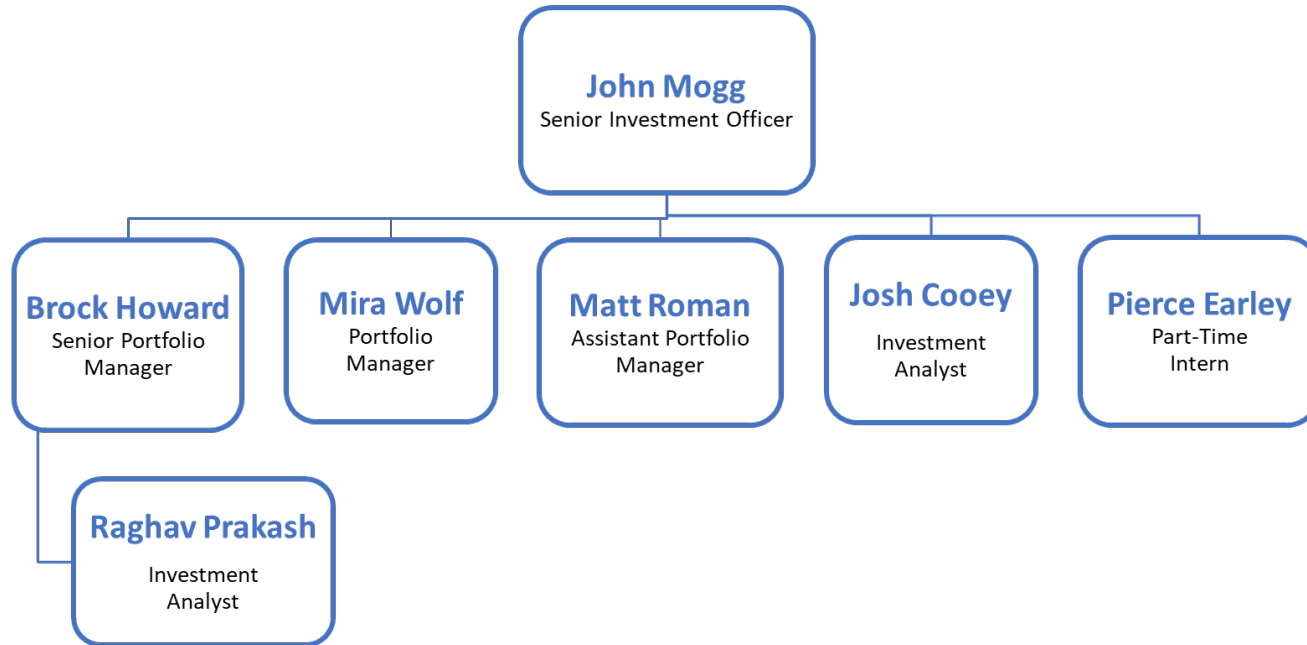 John Mogg
Senior Investment Officer
Brock Howard
Senior Portfolio
Manager
Mira Wolf
Portfolio
Manager
Matt Roman
Assistant Portfolio
Manager
Josh Cooey
Investment
Analyst
Pierce Earley
Part-Time
Intern
Raghav Prakash
Investment
Analyst